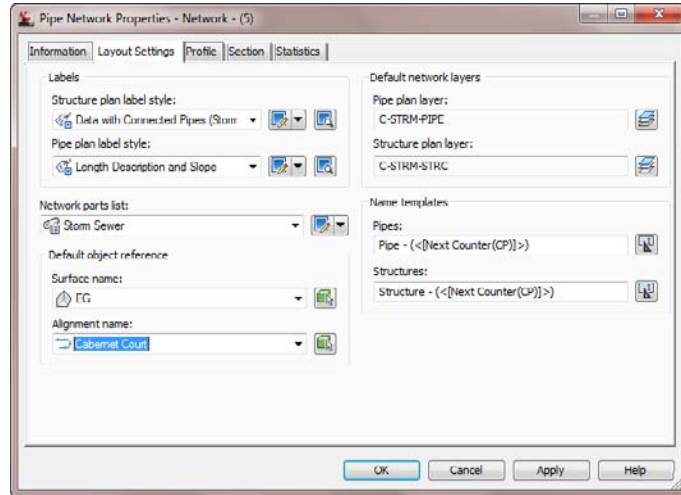 Pipe Network Properties - Network - (5)
Information Layout Settings Profile Section Statistics
Labels
Structure plan label style:
Data with Connected Pipes (Storm
Pipe plan label style:
Length Description and Slope
Network parts list:
Storm Sewer
Default object reference
Surface name:
EG
Alignment name:
Cabernet Court
Default network layers
Pipe plan layer:
C-STRM-PIPE
Structure plan layer:
C-STRM-STRC
Name templates
Pipes:
Pipe - (<[Next Counter(CP)]>)
Structures:
Structure - (<[Next Counter(CP)]>)
OK Cancel Apply Help